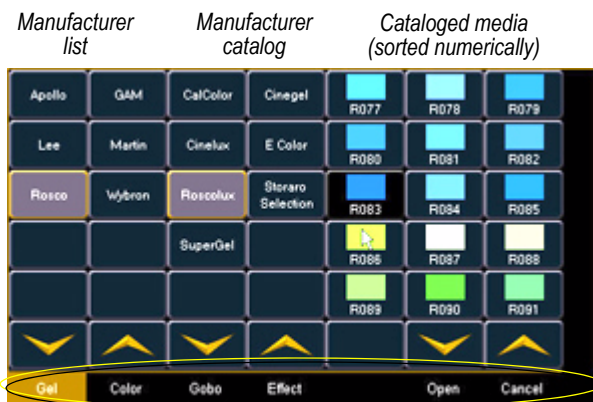 Manufacturer list
Manufacturer catalog
Cataloged media (sorted numerically)
Apollo GAM CalColor Cinegel R077 R078 R079
Lee Martin Cinelux E Color R080 R081 R082
Rosco Wybron Roscolux Storaro Selection R083 R084 R085
SuperGel R086 R087 R088
R089 R090 R091
Gel Color Gobo Effect Open Cancel